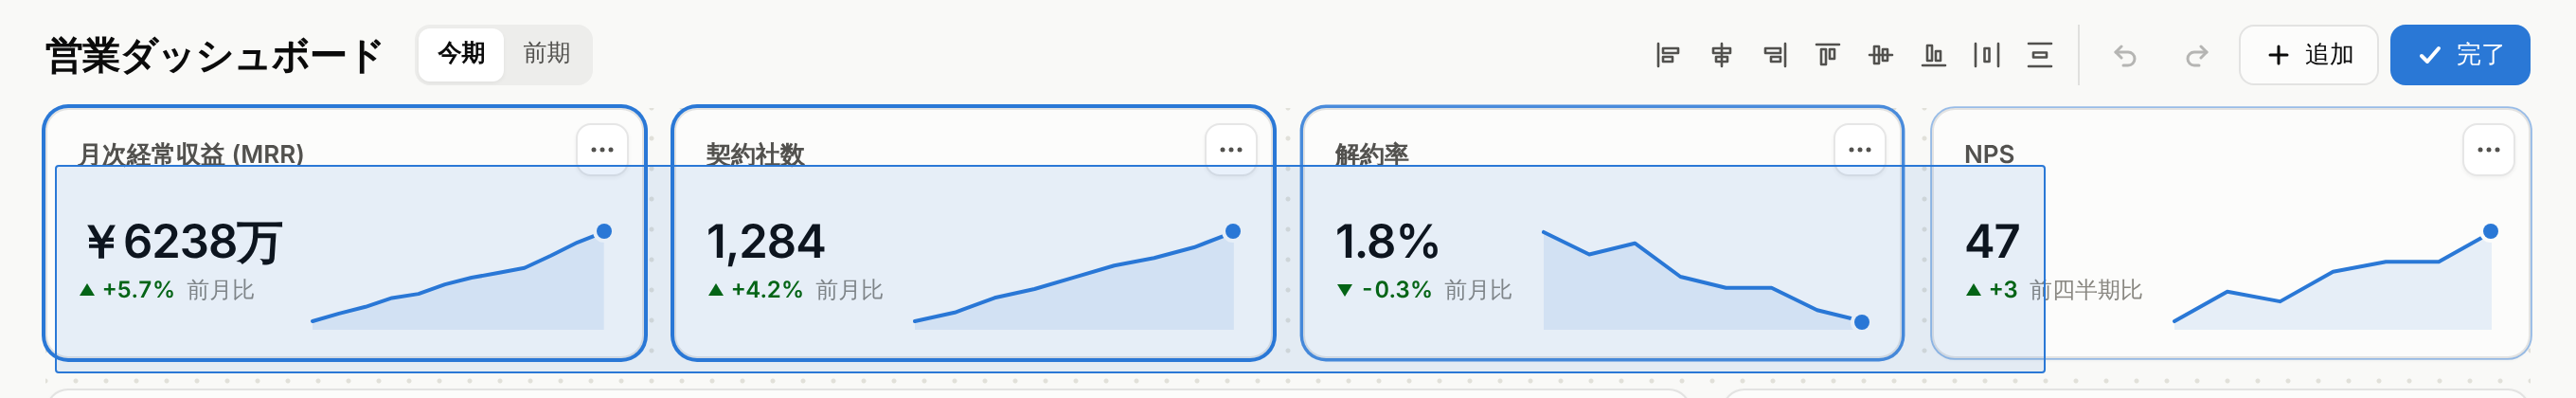 営業ダッシュボード 今期 前期 追加 完了
月次経常収益 (MRR) 契約社数 解約率 NPS
￥6238万 1,284 1.8% 47
▲ +5.7% 前月比 ▲ +4.2% 前月比 ▼ -0.3% 前月比 ▲ +3 前四半期比